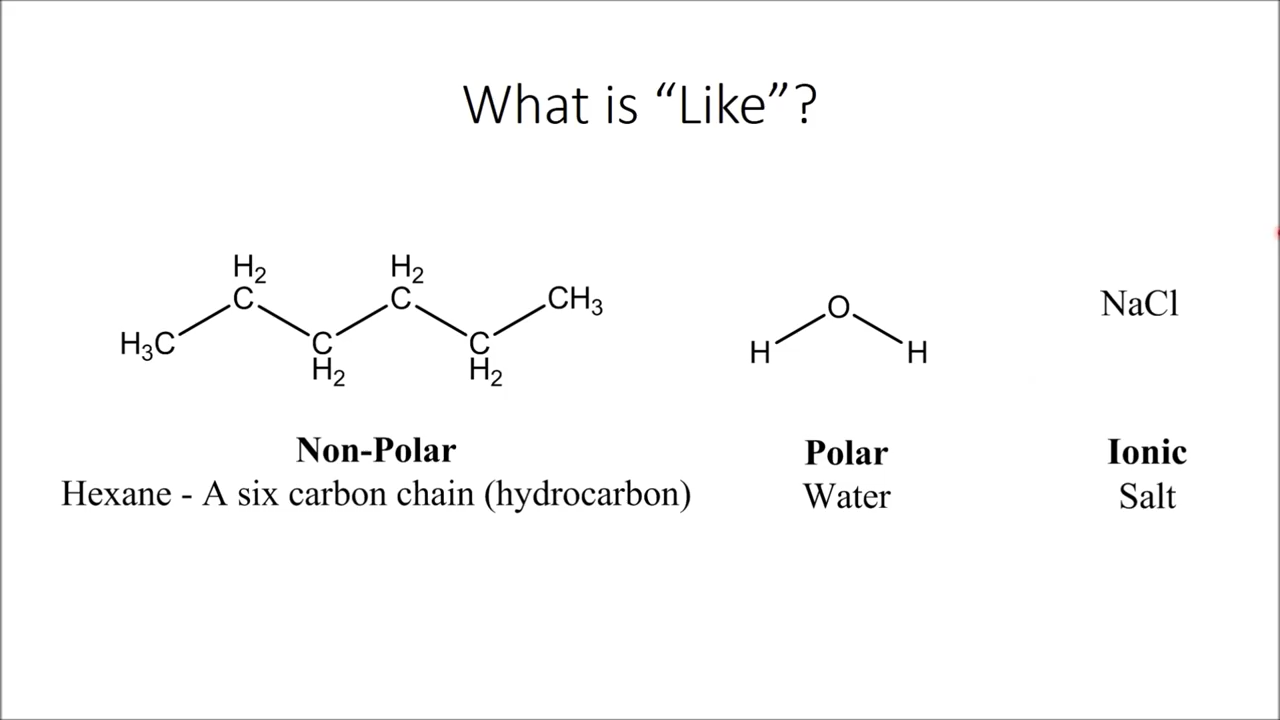 What is “Like”?
H₂ H₂
H₃C C C C C CH₃
H₂ H₂
O
H H
NaCl
Non-Polar
Hexane - A six carbon chain (hydrocarbon)
Polar
Water
Ionic
Salt